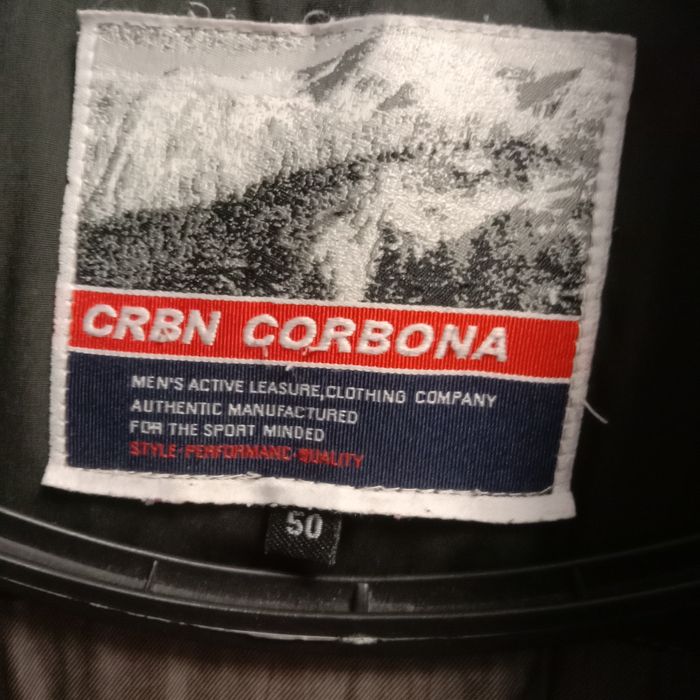 CRBN CORBONA
MEN'S ACTIVE LEASURE,CLOTHING COMPANY
AUTHENTIC MANUFACTURED
FOR THE SPORT MINDED
STYLE-PERFORMANC-QUALITY
50